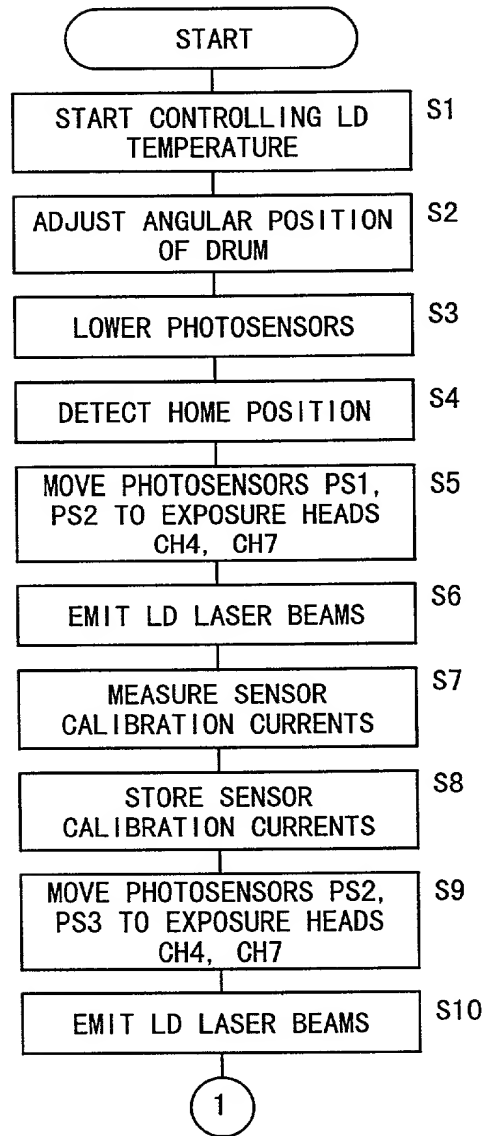 START
START CONTROLLING LD
TEMPERATURE
S1
ADJUST ANGULAR POSITION
OF DRUM
S2
LOWER PHOTOSENSORS
S3
DETECT HOME POSITION
S4
MOVE PHOTOSENSORS PS1,
PS2 TO EXPOSURE HEADS
CH4, CH7
S5
EMIT LD LASER BEAMS
S6
MEASURE SENSOR
CALIBRATION CURRENTS
S7
STORE SENSOR
CALIBRATION CURRENTS
S8
MOVE PHOTOSENSORS PS2,
PS3 TO EXPOSURE HEADS
CH4, CH7
S9
EMIT LD LASER BEAMS
S10
1